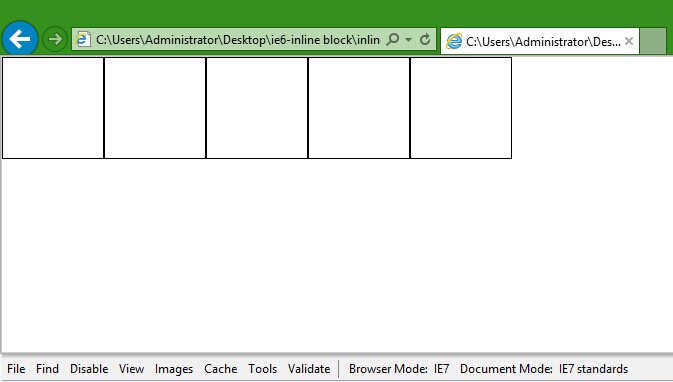 C:\Users\Administrator\Desktop\ie6-inline block\inlin
C:\Users\Administrator\Des...
File Find Disable View Images Cache Tools Validate Browser Mode: IE7 Document Mode: IE7 standards